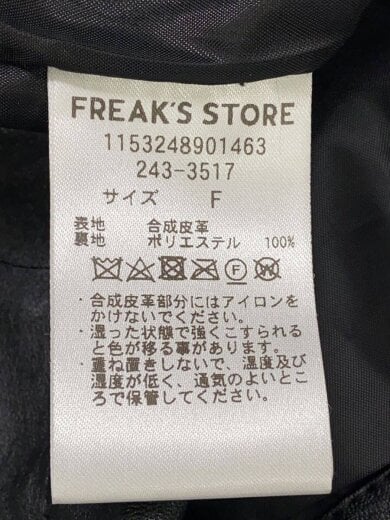 FREAK'S STORE
1153248901463
243-3517
サイズ F
表地 合成皮革
裏地 ポリエステル 100%
Ⓕ Ⓦ
・合成皮革部分にはアイロンを
かけないでください。
・湿った状態で強くこすられる
と色が移る事があります。
・重ね置きしないで、温度及び
湿度が低く、通気のよいとこ
ろで保管してください。